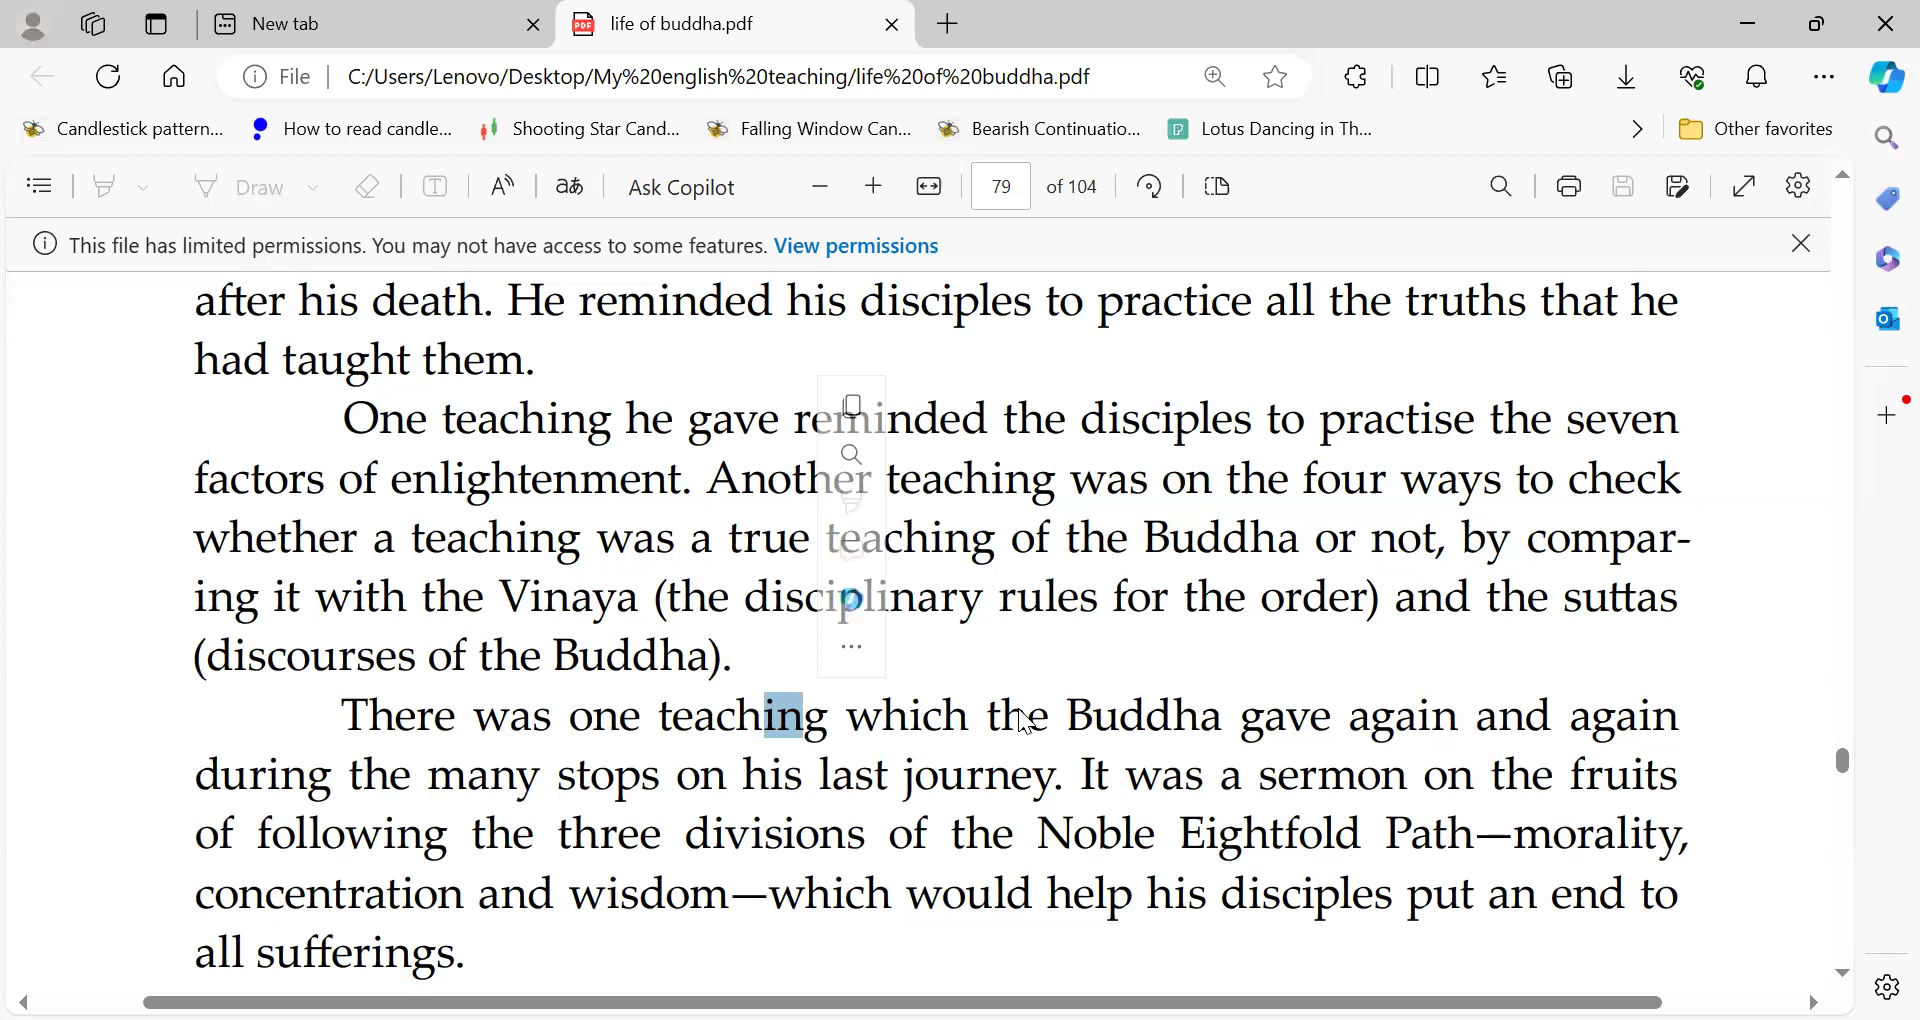 New tab
life of buddha.pdf
File | C:/Users/Lenovo/Desktop/My%20english%20teaching/life%20of%20buddha.pdf
Candlestick pattern... How to read candle... Shooting Star Cand... Falling Window Can... Bearish Continuatio... Lotus Dancing in Th... Other favorites
Draw Ask Copilot 79 of 104
This file has limited permissions. You may not have access to some features. View permissions
after his death. He reminded his disciples to practice all the truths that he
had taught them.
One teaching he gave reminded the disciples to practise the seven
factors of enlightenment. Another teaching was on the four ways to check
whether a teaching was a true teaching of the Buddha or not, by compar-
ing it with the Vinaya (the disciplinary rules for the order) and the suttas
(discourses of the Buddha).
There was one teaching which the Buddha gave again and again
during the many stops on his last journey. It was a sermon on the fruits
of following the three divisions of the Noble Eightfold Path—morality,
concentration and wisdom—which would help his disciples put an end to
all sufferings.